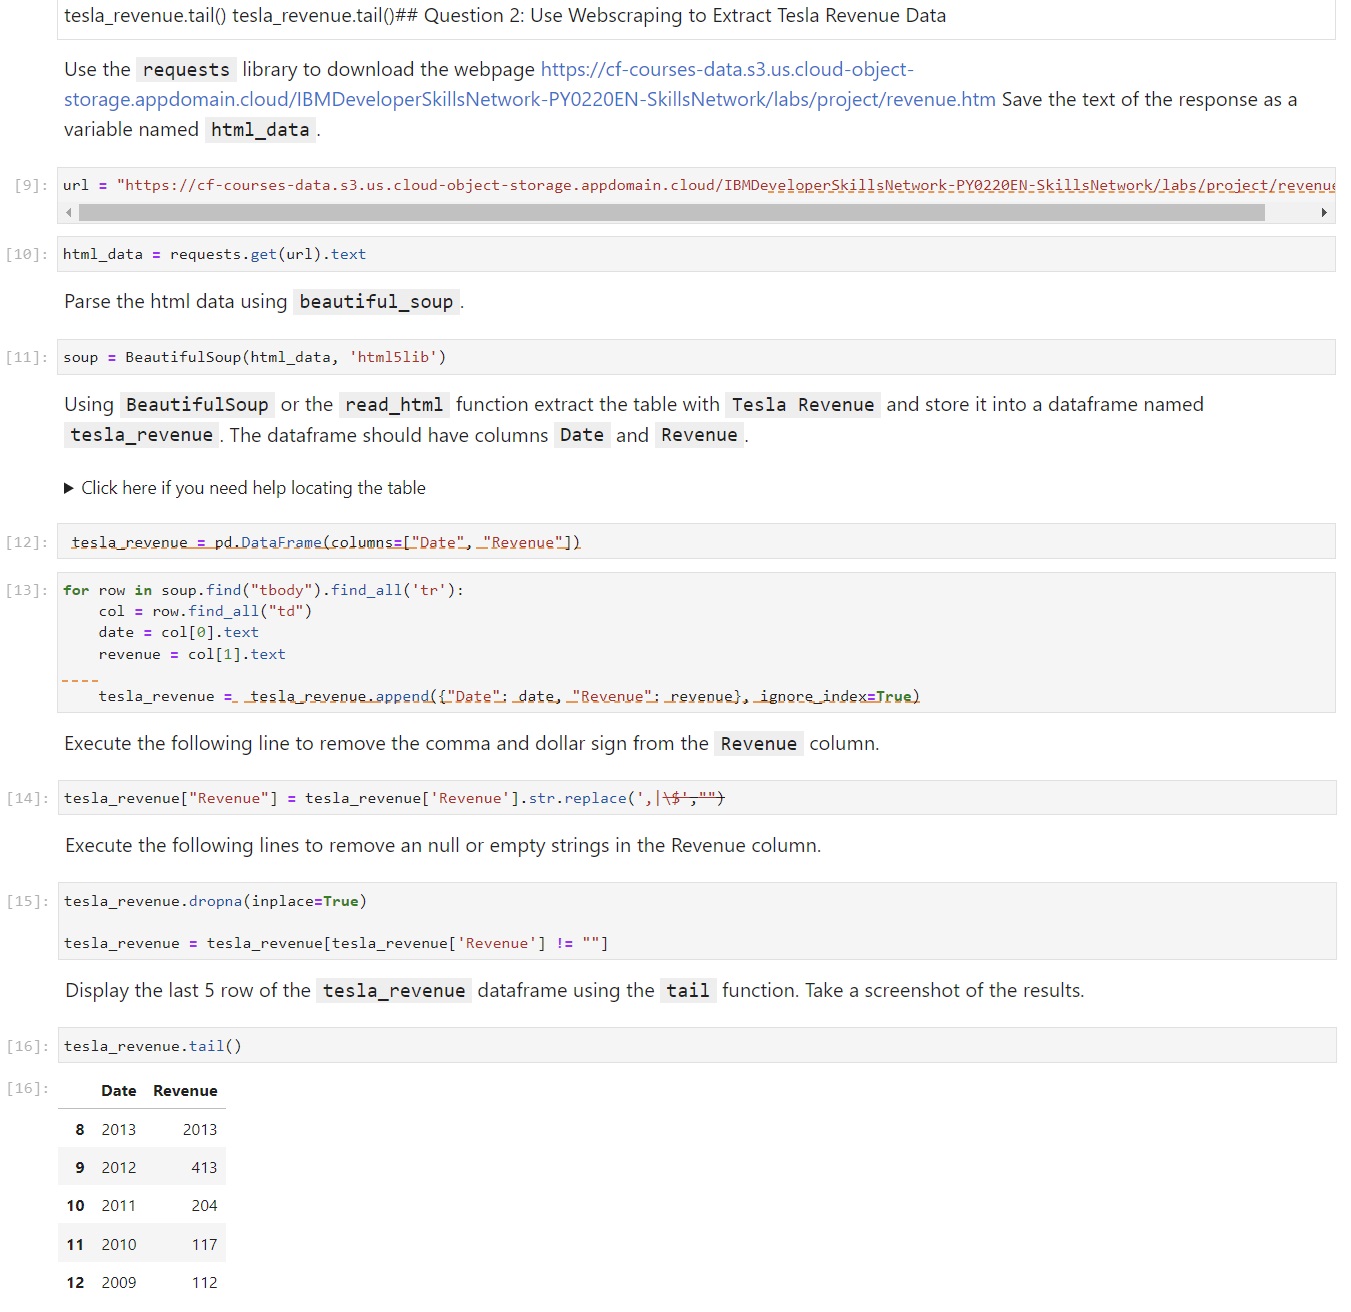 tesla_revenue.tail() tesla_revenue.tail()## Question 2: Use Webscraping to Extract Tesla Revenue Data
Use the requests library to download the webpage https://cf-courses-data.s3.us.cloud-object-
storage.appdomain.cloud/IBMDeveloperSkillsNetwork-PY0220EN-SkillsNetwork/labs/project/revenue.htm Save the text of the response as a
variable named html_data .
[9]: url = "https://cf-courses-data.s3.us.cloud-object-storage.appdomain.cloud/IBMDeveloperSkillsNetwork-PY0220EN-SkillsNetwork/labs/project/revenue
[10]: html_data = requests.get(url).text
Parse the html data using beautiful_soup .
[11]: soup = BeautifulSoup(html_data, 'html5lib')
Using BeautifulSoup or the read_html function extract the table with Tesla Revenue and store it into a dataframe named
tesla_revenue . The dataframe should have columns Date and Revenue .
▶ Click here if you need help locating the table
[12]: tesla_revenue = pd.DataFrame(columns=["Date", "Revenue"])
[13]: for row in soup.find("tbody").find_all('tr'):
    col = row.find_all("td")
    date = col[0].text
    revenue = col[1].text
    tesla_revenue =  tesla_revenue.append({"Date": date, "Revenue": revenue}, ignore_index=True)
Execute the following line to remove the comma and dollar sign from the Revenue column.
[14]: tesla_revenue["Revenue"] = tesla_revenue['Revenue'].str.replace(',|\$',"")
Execute the following lines to remove an null or empty strings in the Revenue column.
[15]: tesla_revenue.dropna(inplace=True)
tesla_revenue = tesla_revenue[tesla_revenue['Revenue'] != ""]
Display the last 5 row of the tesla_revenue dataframe using the tail function. Take a screenshot of the results.
[16]: tesla_revenue.tail()
[16]: Date Revenue
8 2013 2013
9 2012 413
10 2011 204
11 2010 117
12 2009 112